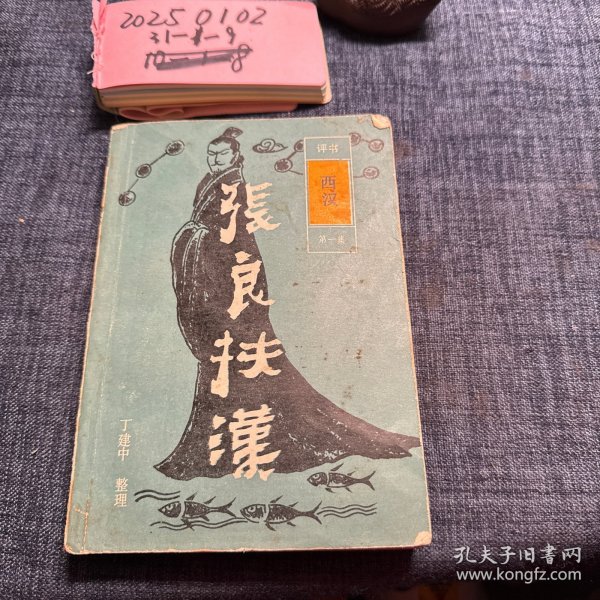 20250102
31-1-9
10-1-8
评书
西汉
第一集
張良扶漢
丁建中 整理
孔夫子旧书网
www.kongfz.com